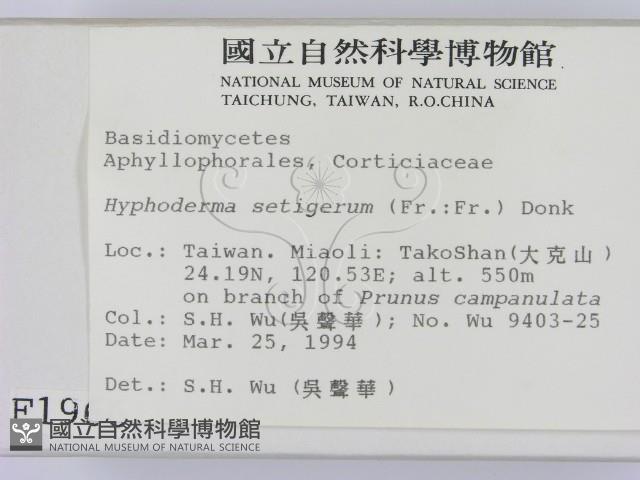 國立自然科學博物館
NATIONAL MUSEUM OF NATURAL SCIENCE
TAICHUNG, TAIWAN, R.O.CHINA
Basidiomycetes
Aphyllophorales, Corticiaceae
Hyphoderma setigerum (Fr.:Fr.) Donk
Loc.: Taiwan. Miaoli: TakoShan(大克山)
24.19N, 120.53E; alt. 550m
on branch of Prunus campanulata
Col.: S.H. Wu(吳聲華); No. Wu 9403-25
Date: Mar. 25, 1994
Det.: S.H. Wu (吳聲華)
國立自然科學博物館
NATIONAL MUSEUM OF NATURAL SCIENCE